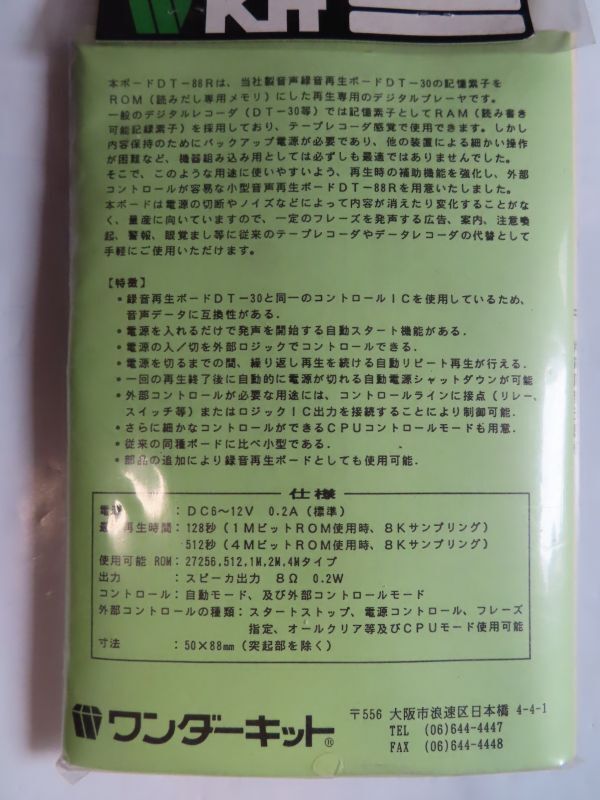 KIT
本ボードDT-88Rは、当社製音声録音再生ボードDT-30の記憶素子を
ROM(読みだし専用メモリ)にした再生専用のデジタルプレーヤです。
一般のデジタルレコーダ(DT-30等)では記憶素子としてRAM(読み書き
可能記録素子)を採用しており、テープレコーダ感覚で使用できます。しかし
内容保持のためにバックアップ電源が必要であり、他の装置による細かい操作
が困難など、機器組み込み用としては必ずしも最適ではありませんでした。
そこで、このような用途に使いやすいよう、再生時の補助機能を強化し、外部
コントロールが容易な小型音声再生ボードDT-88Rを用意いたしました。
本ボードは電源の切断やノイズなどによって内容が消えたり変化することがな
く、量産に向いていますので、一定のフレーズを発声する広告、案内、注意喚
起、警報、眼覚まし等に従来のテープレコーダやデータレコーダの代替として
手軽にご使用いただけます。
【特徴】
●録音再生ボードDT-30と同一のコントロールICを使用しているため、
音声データに互換性がある.
●電源を入れるだけで発声を開始する自動スタート機能がある.
●電源の入/切を外部ロジックでコントロールできる.
●電源を切るまでの間、繰り返し再生を続ける自動リピート再生が行える.
●一回の再生終了後に自動的に電源が切れる自動電源シャットダウンが可能
●外部コントロールが必要な用途には、コントロールラインに接点(リレー、
スイッチ等)またはロジックIC出力を接続することにより制御可能.
●さらに細かなコントロールができるCPUコントロールモードも用意.
●従来の同種ボードに比べ小型である.
●部品の追加により録音再生ボードとしても使用可能.
仕様
電源 :DC6~12V 0.2A(標準)
最大再生時間:128秒(1MビットROM使用時、8Kサンプリング)
512秒(4MビットROM使用時、8Kサンプリング)
使用可能 ROM:27256,512,1M,2M,4Mタイプ
出力 :スピーカ出力 8Ω 0.2W
コントロール:自動モード、及び外部コントロールモード
外部コントロールの種類:スタートストップ、電源コントロール、フレーズ
指定、オールクリア等及びCPUモード使用可能
寸法 :50×88mm(突起部を除く)
ワンダーキット®
〒556 大阪市浪速区日本橋 4-4-1
TEL (06)644-4447
FAX (06)644-4448